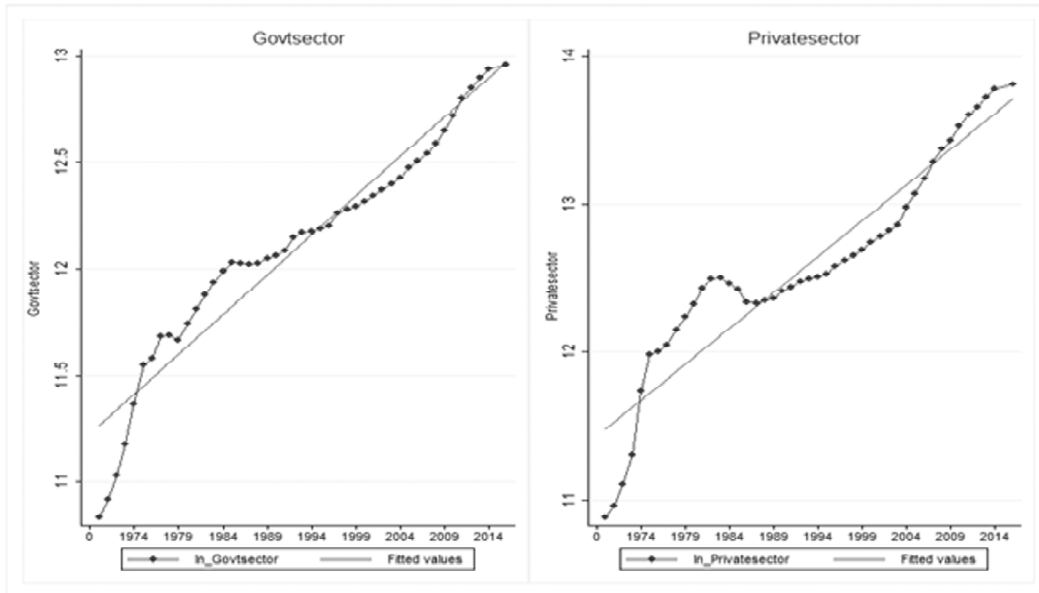 Govtsector
13
12.5
12
11.5
11
Govtsector
0 1974 1979 1984 1989 1994 1999 2004 2009 2014
ln_Govtsector Fitted values
Privatesector
14
13
12
11
Privatesector
0 1974 1979 1984 1989 1994 1999 2004 2009 2014
ln_Privatesector Fitted values